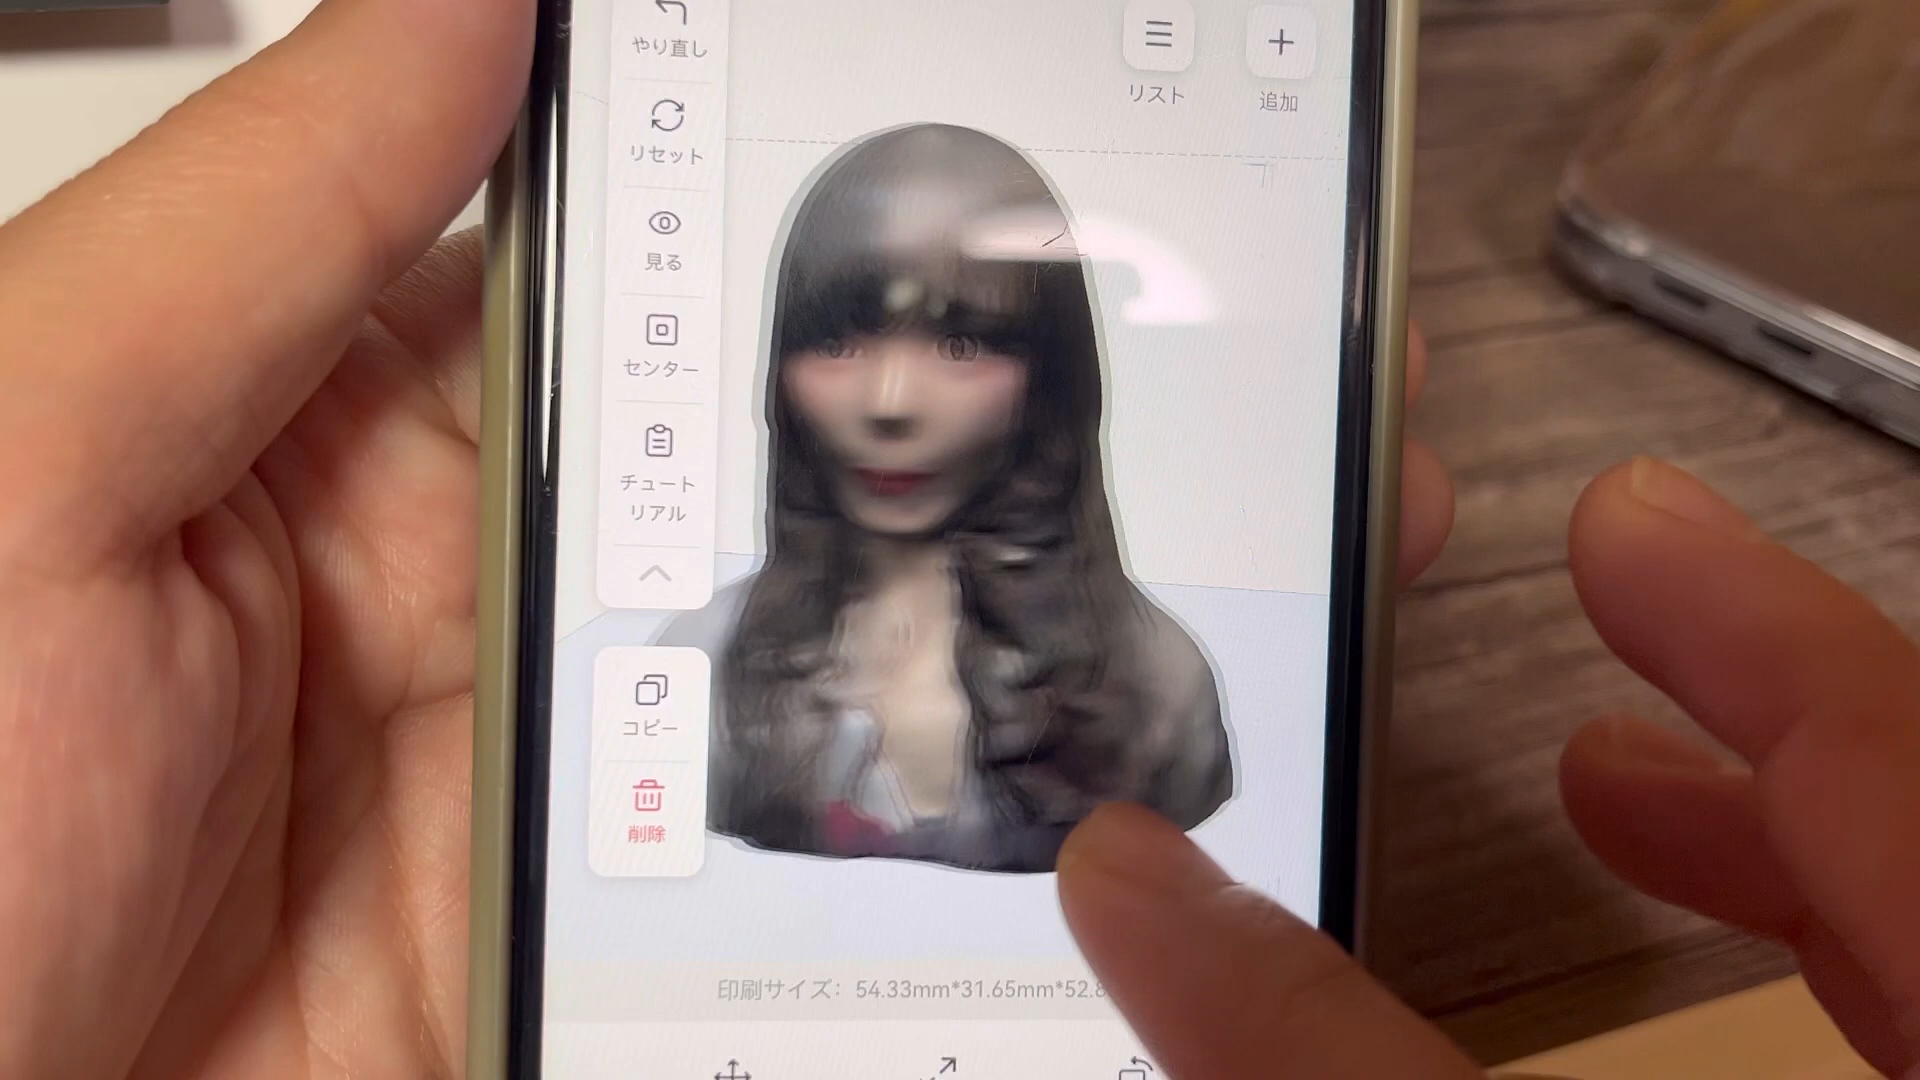 やり直し
リスト
追加
リセット
見る
センター
チュート
リアル
コピー
削除
印刷サイズ: 54.33mm*31.65mm*52.8